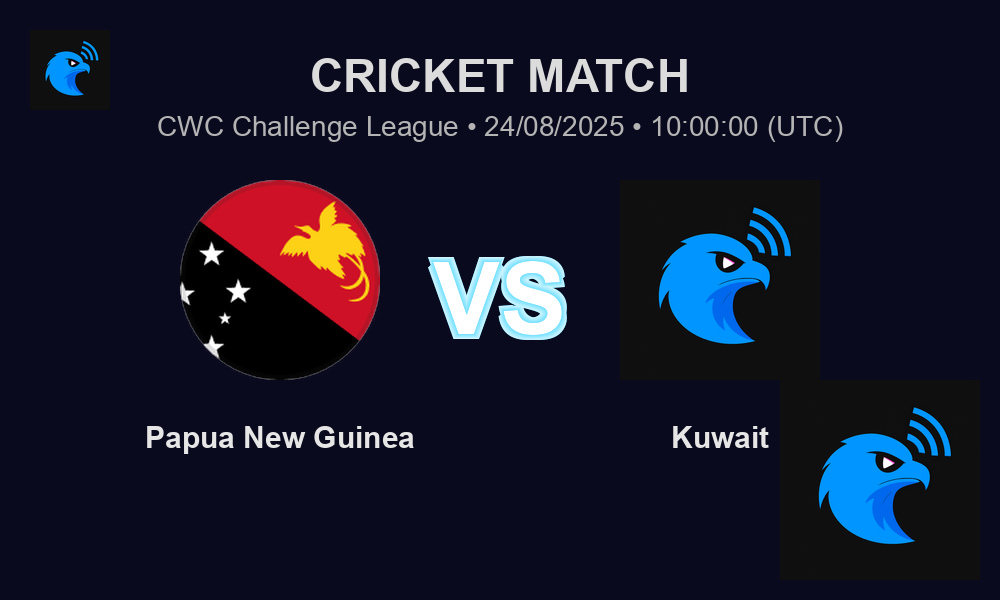 CRICKET MATCH
CWC Challenge League • 24/08/2025 • 10:00:00 (UTC)
VS
Papua New Guinea
Kuwait